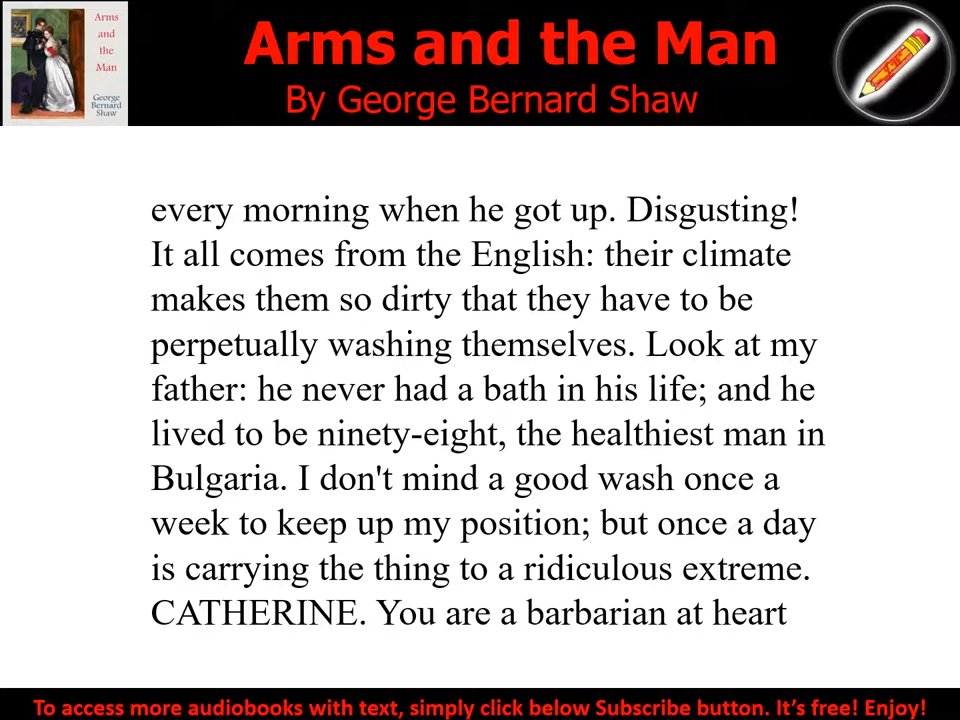 Arms
and
the
Man
George
Bernard
Shaw
Arms and the Man
By George Bernard Shaw
every morning when he got up. Disgusting!
It all comes from the English: their climate
makes them so dirty that they have to be
perpetually washing themselves. Look at my
father: he never had a bath in his life; and he
lived to be ninety-eight, the healthiest man in
Bulgaria. I don't mind a good wash once a
week to keep up my position; but once a day
is carrying the thing to a ridiculous extreme.
CATHERINE. You are a barbarian at heart
To access more audiobooks with text, simply click below Subscribe button. It's free! Enjoy!